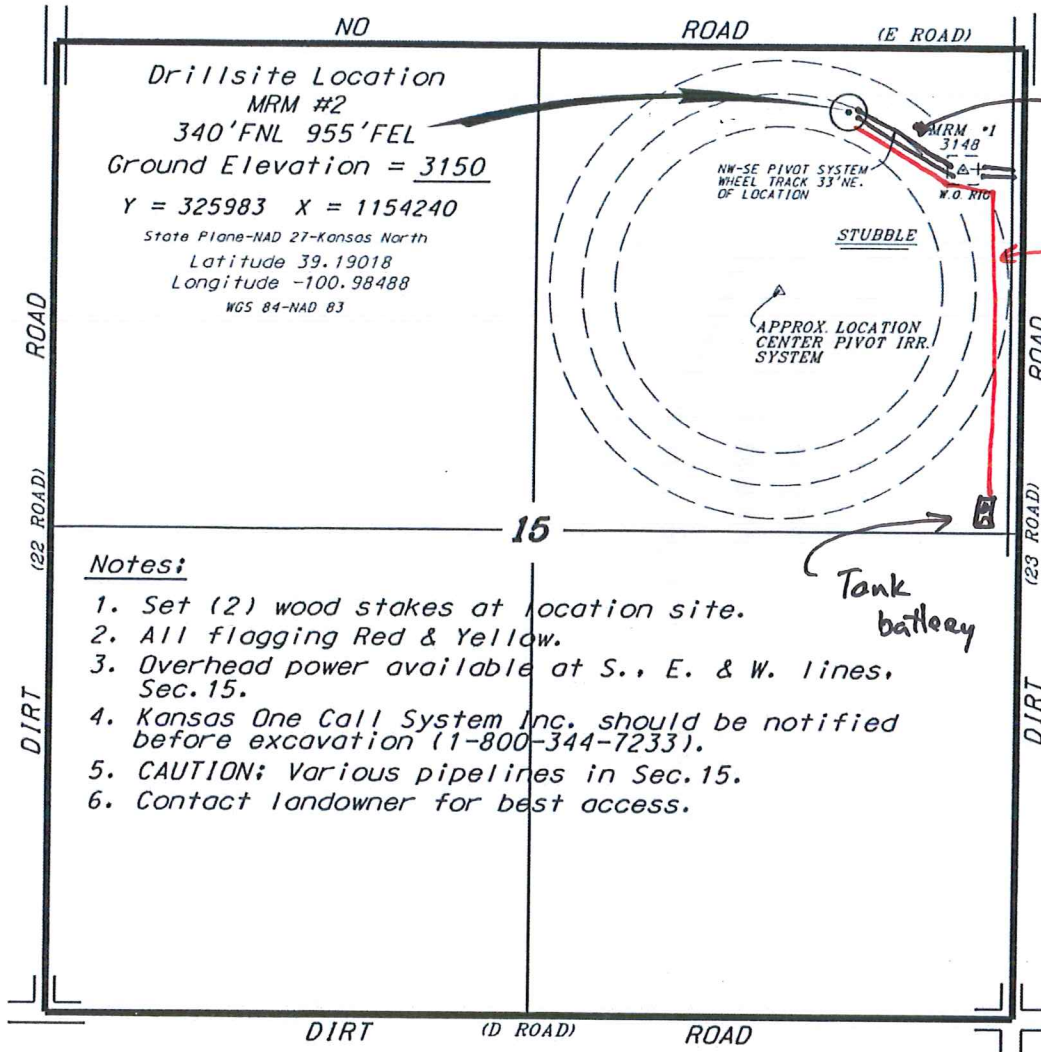 NO ROAD (E ROAD)
Drillsite Location
MRM #2
340'FNL 955'FEL
Ground Elevation = 3150
Y = 325983 X = 1154240
State Plane-NAD 27-Kansas North
Latitude 39.19018
Longitude -100.98488
WGS 84-NAD 83
MRM #1
3148
W.O. RIG
NW-SE PIVOT SYSTEM
WHEEL TRACK 33'NE.
OF LOCATION
STUBBLE
APPROX. LOCATION
CENTER PIVOT IRR.
SYSTEM
ROAD
(22 ROAD)
DIRT
ROAD
(23 ROAD)
DIRT
15
Tank
battery
Notes:
1. Set (2) wood stakes at location site.
2. All flagging Red & Yellow.
3. Overhead power available at S., E. & W. lines,
Sec. 15.
4. Kansas One Call System Inc. should be notified
before excavation (1-800-344-7233).
5. CAUTION: Various pipelines in Sec. 15.
6. Contact landowner for best access.
DIRT (D ROAD) ROAD